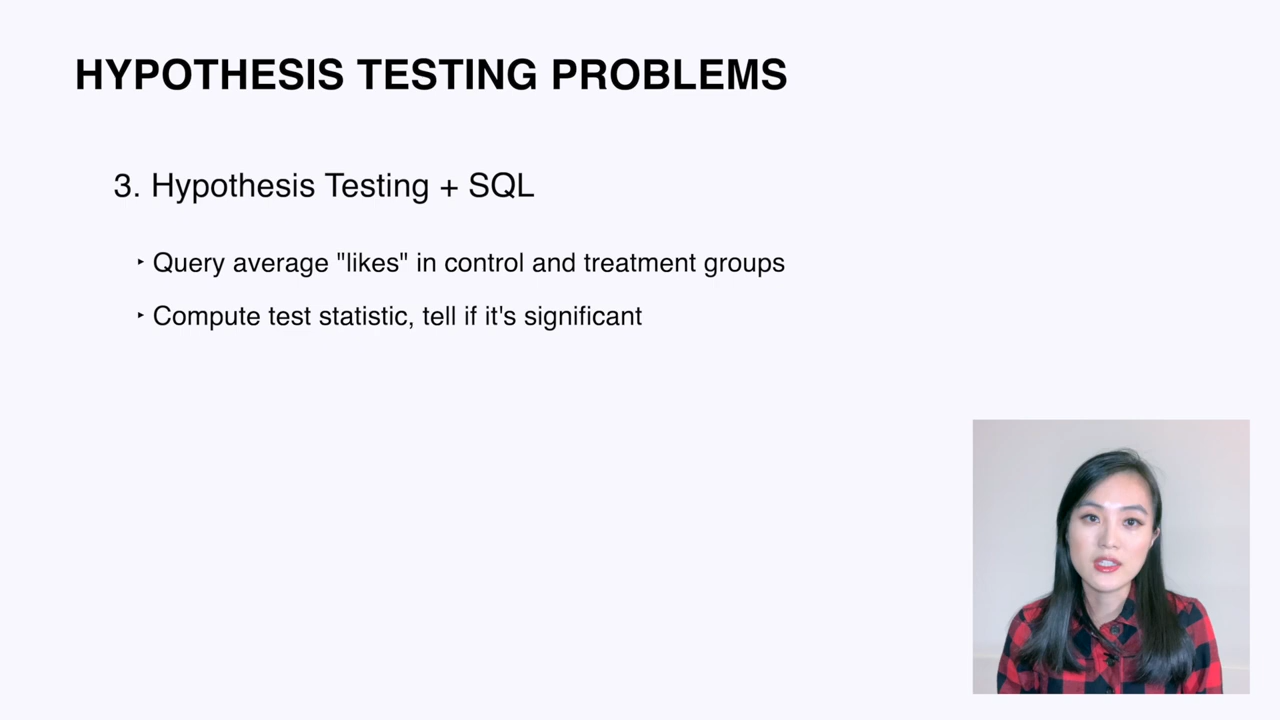 HYPOTHESIS TESTING PROBLEMS
3. Hypothesis Testing + SQL
‣ Query average "likes" in control and treatment groups
‣ Compute test statistic, tell if it's significant